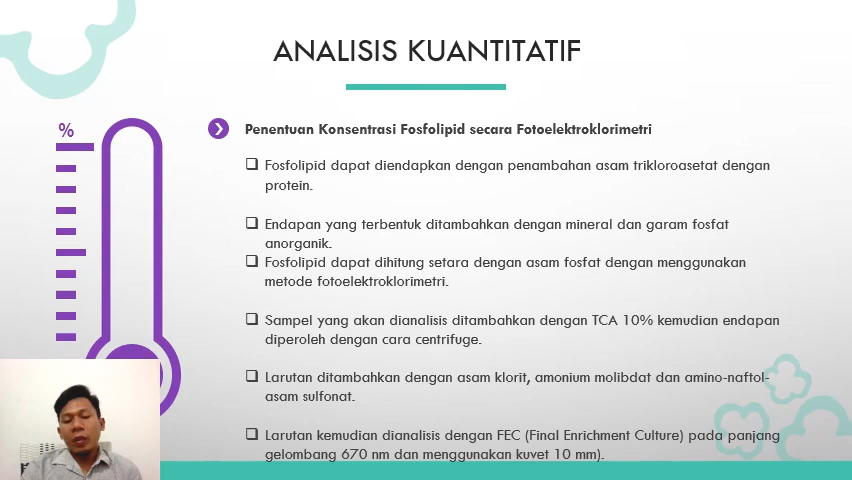 ANALISIS KUANTITATIF
%
Penentuan Konsentrasi Fosfolipid secara Fotoelektroklorimetri
Fosfolipid dapat diendapkan dengan penambahan asam trikloroasetat dengan
protein.
Endapan yang terbentuk ditambahkan dengan mineral dan garam fosfat
anorganik.
Fosfolipid dapat dihitung setara dengan asam fosfat dengan menggunakan
metode fotoelektroklorimetri.
Sampel yang akan dianalisis ditambahkan dengan TCA 10% kemudian endapan
diperoleh dengan cara centrifuge.
Larutan ditambahkan dengan asam klorit, amonium molibdat dan amino-naftol-
asam sulfonat.
Larutan kemudian dianalisis dengan FEC (Final Enrichment Culture) pada panjang
gelombang 670 nm dan menggunakan kuvet 10 mm).